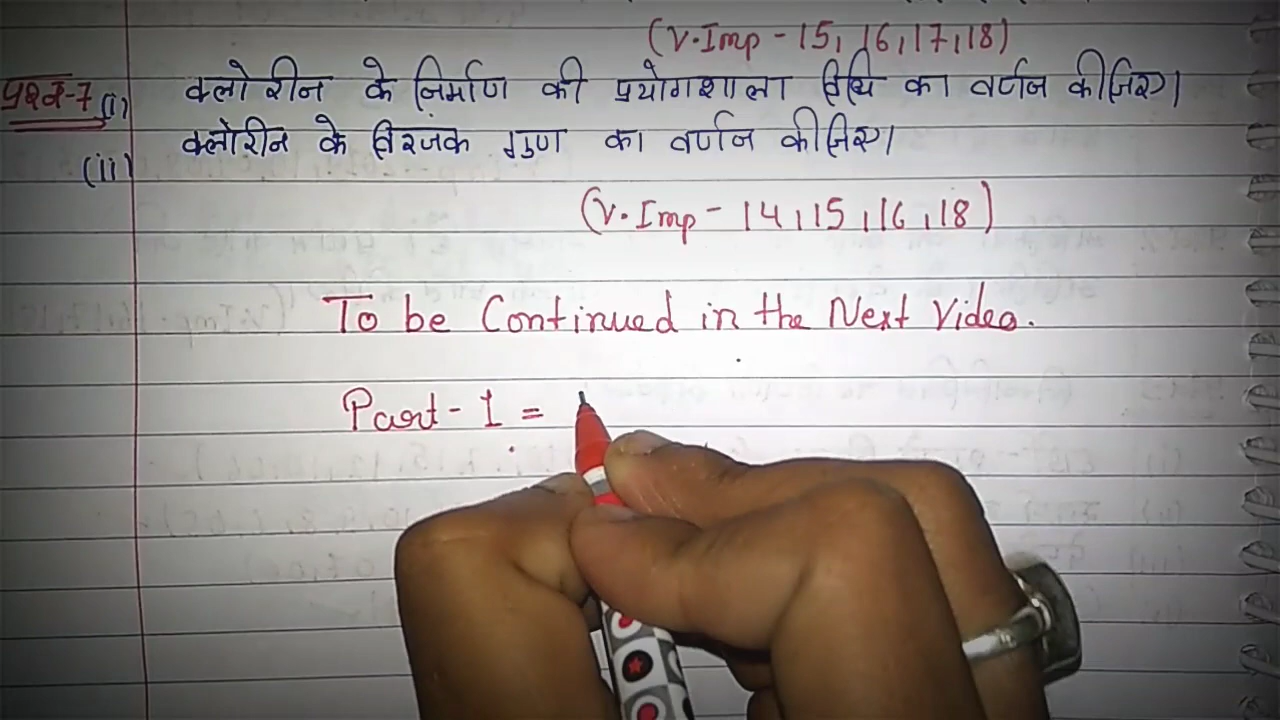 (V.Imp - 15, 16, 17, 18)
प्रश्न-7 (i) क्लोरीन के निर्माण की प्रयोगशाला विधि का वर्णन कीजिए।
(ii) क्लोरीन के विरंजक गुण का वर्णन कीजिए।
(V.Imp - 14, 15, 16, 18)
To be Continued in the Next Video.
Part - 1 =